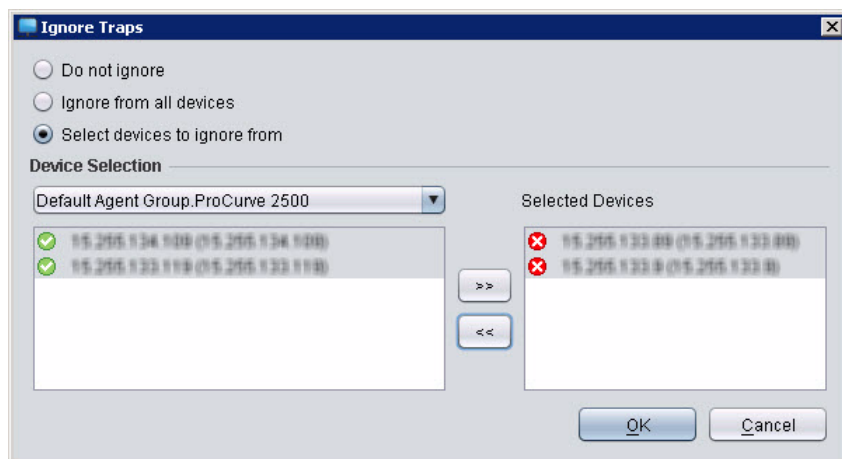 Ignore Traps
Do not ignore
Ignore from all devices
Select devices to ignore from
Device Selection
Default Agent Group.ProCurve 2500
Selected Devices
>>
<<
OK
Cancel